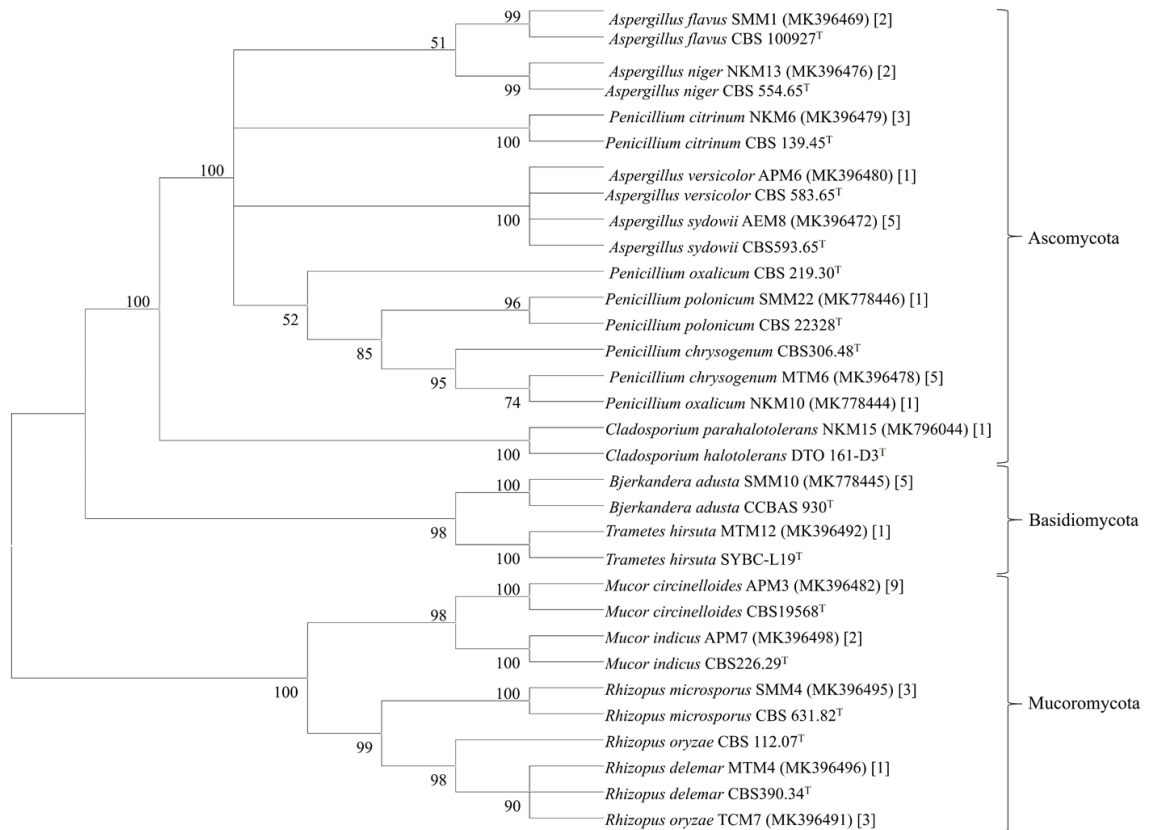 99
Aspergillus flavus SMM1 (MK396469) [2]
Aspergillus flavus CBS 100927ᵀ
51
Aspergillus niger NKM13 (MK396476) [2]
99
Aspergillus niger CBS 554.65ᵀ
Penicillium citrinum NKM6 (MK396479) [3]
100
Penicillium citrinum CBS 139.45ᵀ
100
Aspergillus versicolor APM6 (MK396480) [1]
Aspergillus versicolor CBS 583.65ᵀ
100
Aspergillus sydowii AEM8 (MK396472) [5]
Aspergillus sydowii CBS593.65ᵀ
Ascomycota
Penicillium oxalicum CBS 219.30ᵀ
100
96
Penicillium polonicum SMM22 (MK778446) [1]
52
Penicillium polonicum CBS 22328ᵀ
85
Penicillium chrysogenum CBS306.48ᵀ
95
Penicillium chrysogenum MTM6 (MK396478) [5]
74
Penicillium oxalicum NKM10 (MK778444) [1]
Cladosporium parahalotolerans NKM15 (MK796044) [1]
100
Cladosporium halotolerans DTO 161-D3ᵀ
100
Bjerkandera adusta SMM10 (MK778445) [5]
Bjerkandera adusta CCBAS 930ᵀ
Basidiomycota
98
Trametes hirsuta MTM12 (MK396492) [1]
100
Trametes hirsuta SYBC-L19ᵀ
100
Mucor circinelloides APM3 (MK396482) [9]
98
Mucor circinelloides CBS19568ᵀ
Mucor indicus APM7 (MK396498) [2]
100
Mucor indicus CBS226.29ᵀ
100
100
Rhizopus microsporus SMM4 (MK396495) [3]
Mucoromycota
Rhizopus microsporus CBS 631.82ᵀ
99
Rhizopus oryzae CBS 112.07ᵀ
98
Rhizopus delemar MTM4 (MK396496) [1]
Rhizopus delemar CBS390.34ᵀ
90
Rhizopus oryzae TCM7 (MK396491) [3]